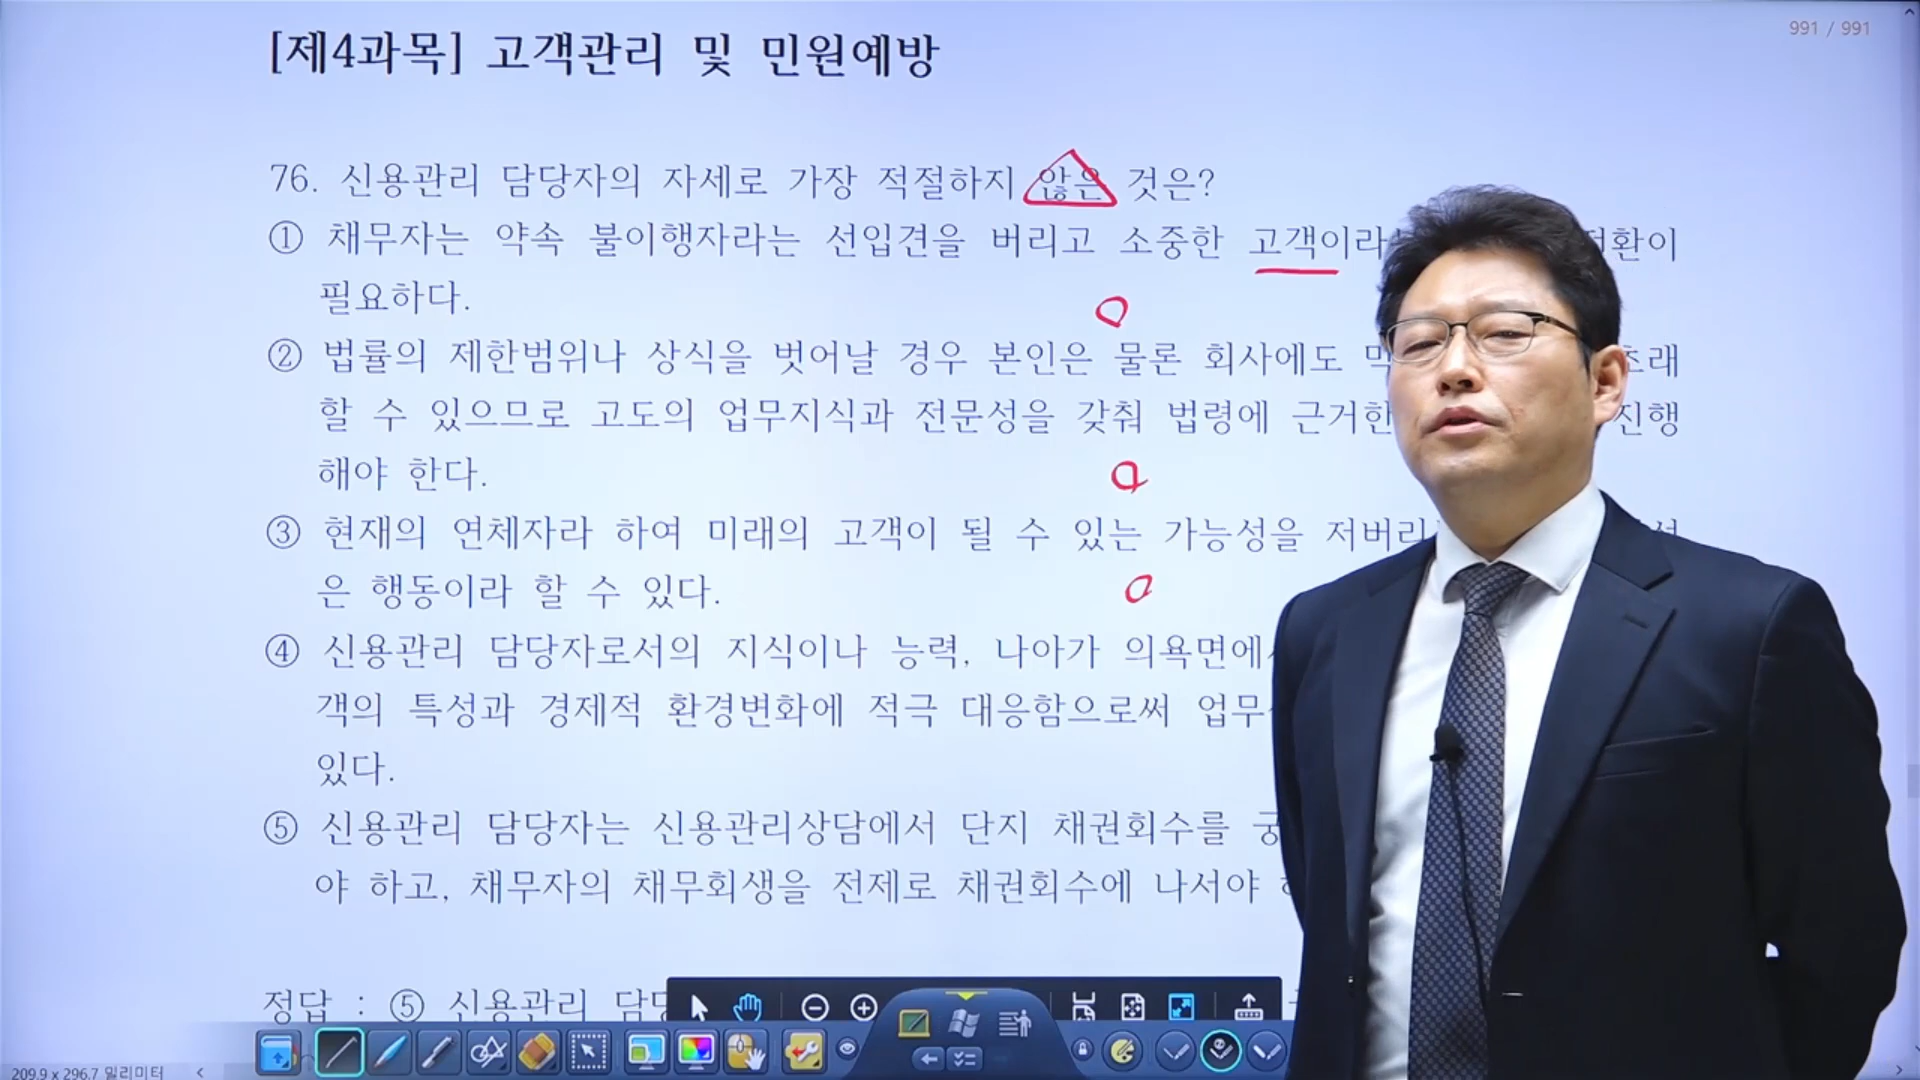 991 / 991
[제4과목] 고객관리 및 민원예방
76. 신용관리 담당자의 자세로 가장 적절하지 않은 것은?
① 채무자는 약속 불이행자라는 선입견을 버리고 소중한 고객이라
필요하다.
② 법률의 제한범위나 상식을 벗어날 경우 본인은 물론 회사에도 초래
할 수 있으므로 고도의 업무지식과 전문성을 갖춰 법령에 근거한 진행
해야 한다.
③ 현재의 연체자라 하여 미래의 고객이 될 수 있는 가능성을 저버리
은 행동이라 할 수 있다.
④ 신용관리 담당자로서의 지식이나 능력, 나아가 의욕면에
객의 특성과 경제적 환경변화에 적극 대응함으로써 업무
있다.
⑤ 신용관리 담당자는 신용관리상담에서 단지 채권회수를
야 하고, 채무자의 채무회생을 전제로 채권회수에 나서야
정답 : ⑤ 신용관리
209.9 x 296.7 밀리미터